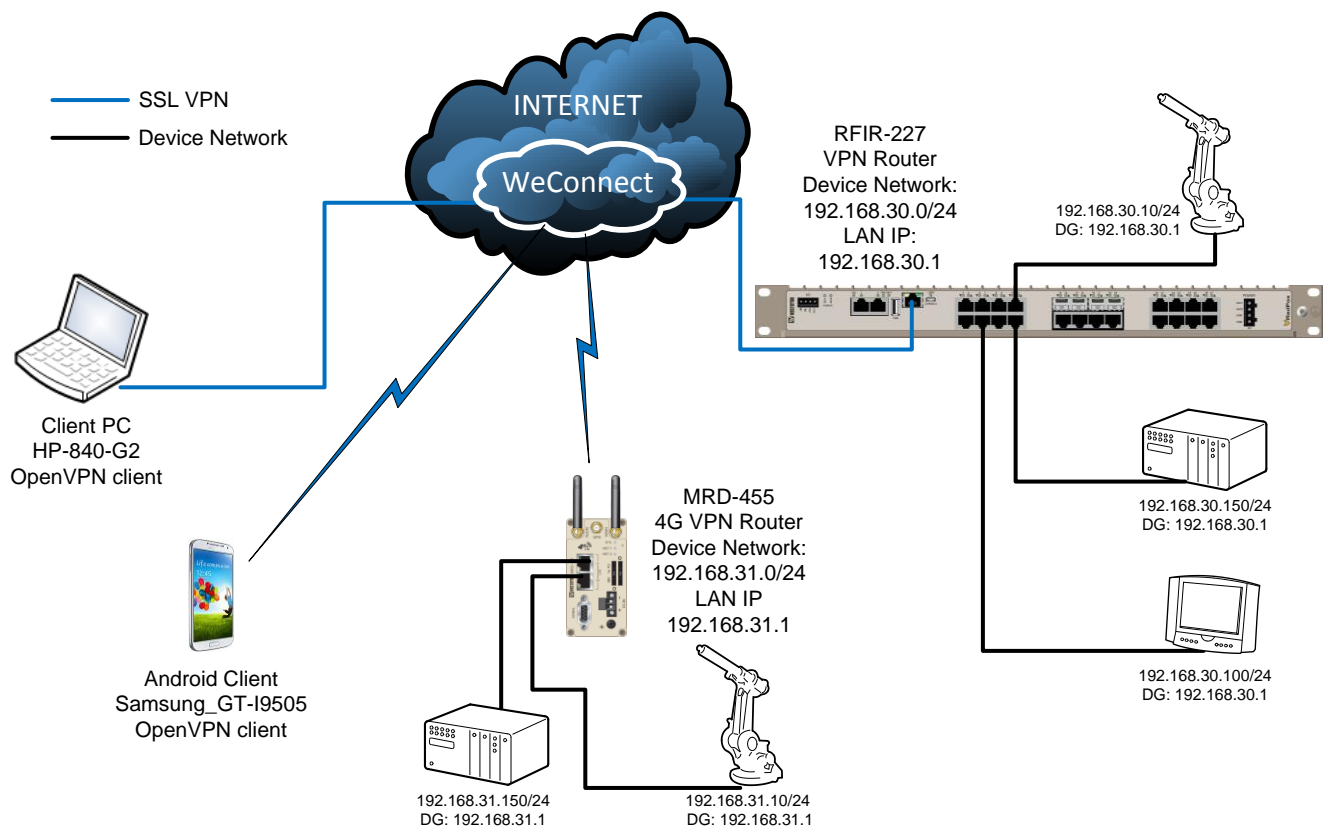 SSL VPN
Device Network
INTERNET
WeConnect
RFIR-227
VPN Router
Device Network:
192.168.30.0/24
LAN IP:
192.168.30.1
192.168.30.10/24
DG: 192.168.30.1
Client PC
HP-840-G2
OpenVPN client
192.168.30.150/24
DG: 192.168.30.1
MRD-455
4G VPN Router
Device Network:
192.168.31.0/24
LAN IP
192.168.31.1
192.168.30.100/24
DG: 192.168.30.1
Android Client
Samsung_GT-I9505
OpenVPN client
192.168.31.150/24
DG: 192.168.31.1
192.168.31.10/24
DG: 192.168.31.1